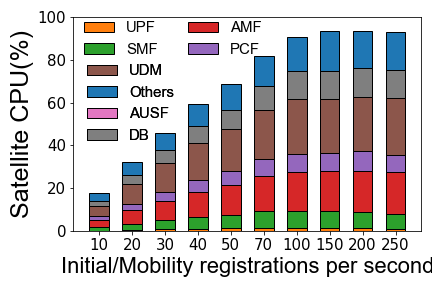 100
80
60
40
20
0
Satellite CPU(%)
UPF
SMF
UDM
Others
AUSF
DB
AMF
PCF
10 20 30 40 50 70 100 150 200 250
Initial/Mobility registrations per second